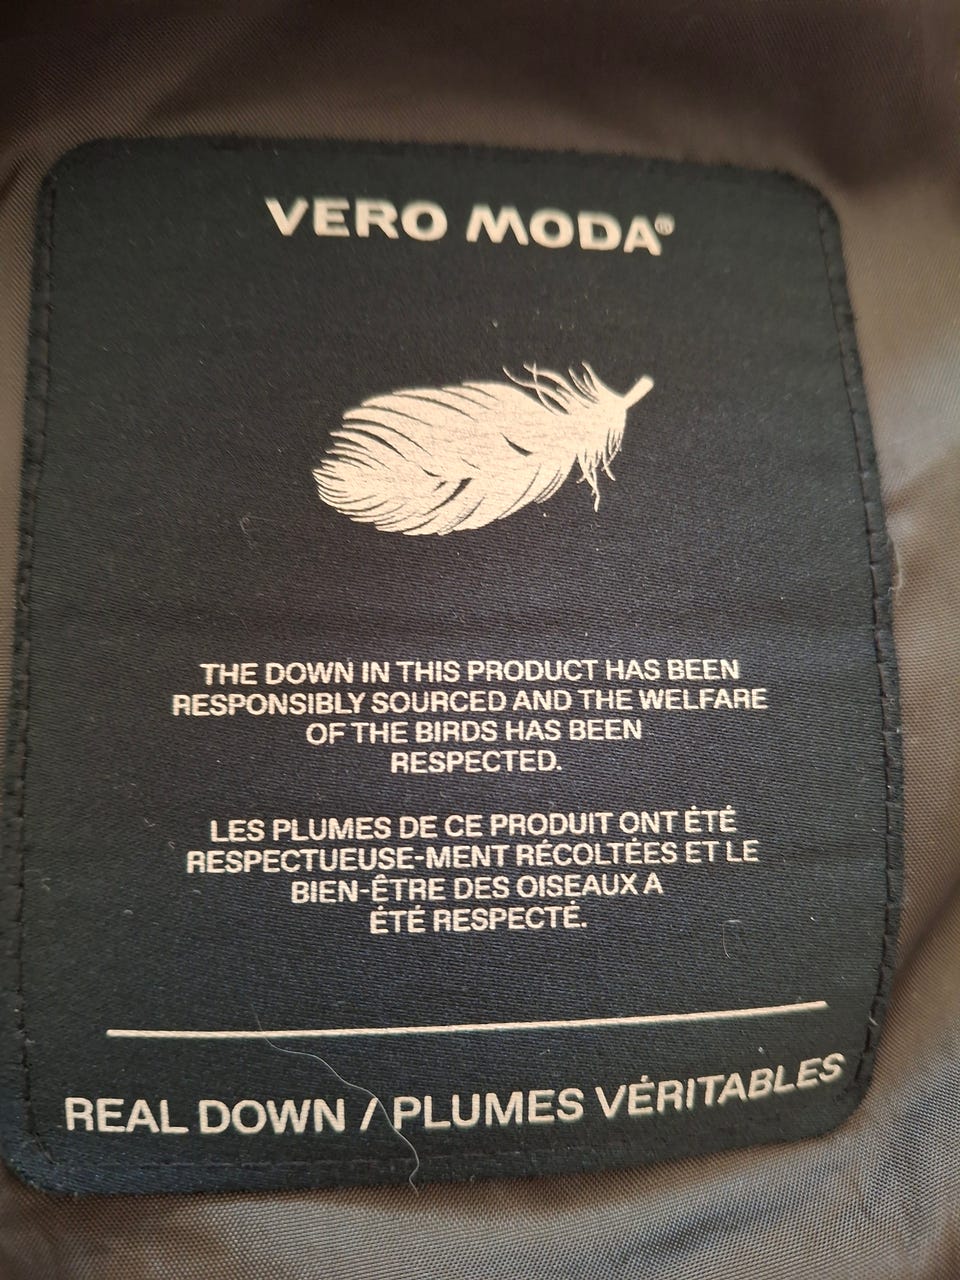 VERO MODA®
THE DOWN IN THIS PRODUCT HAS BEEN
RESPONSIBLY SOURCED AND THE WELFARE
OF THE BIRDS HAS BEEN
RESPECTED.
LES PLUMES DE CE PRODUIT ONT ÉTÉ
RESPECTUEUSE-MENT RÉCOLTÉES ET LE
BIEN-ÊTRE DES OISEAUX A
ÉTÉ RESPECTÉ.
REAL DOWN / PLUMES VÉRITABLES